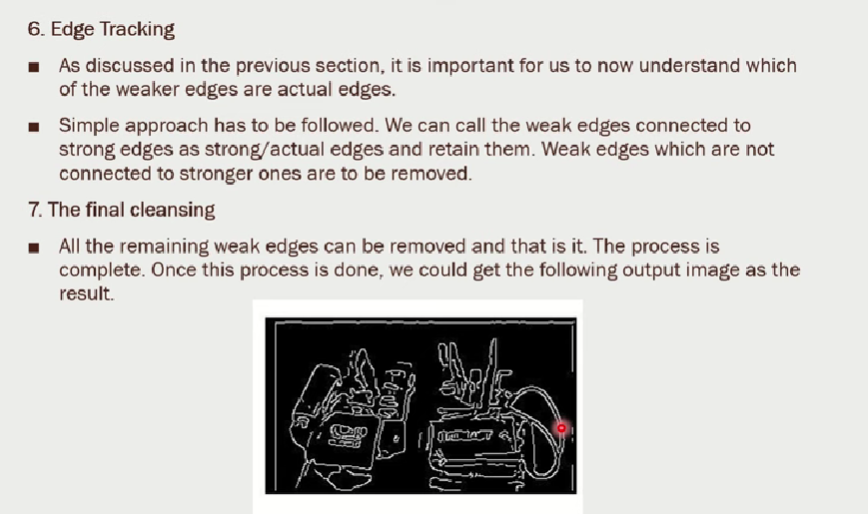 6. Edge Tracking
■ As discussed in the previous section, it is important for us to now understand which
of the weaker edges are actual edges.
■ Simple approach has to be followed. We can call the weak edges connected to
strong edges as strong/actual edges and retain them. Weak edges which are not
connected to stronger ones are to be removed.
7. The final cleansing
■ All the remaining weak edges can be removed and that is it. The process is
complete. Once this process is done, we could get the following output image as the
result.